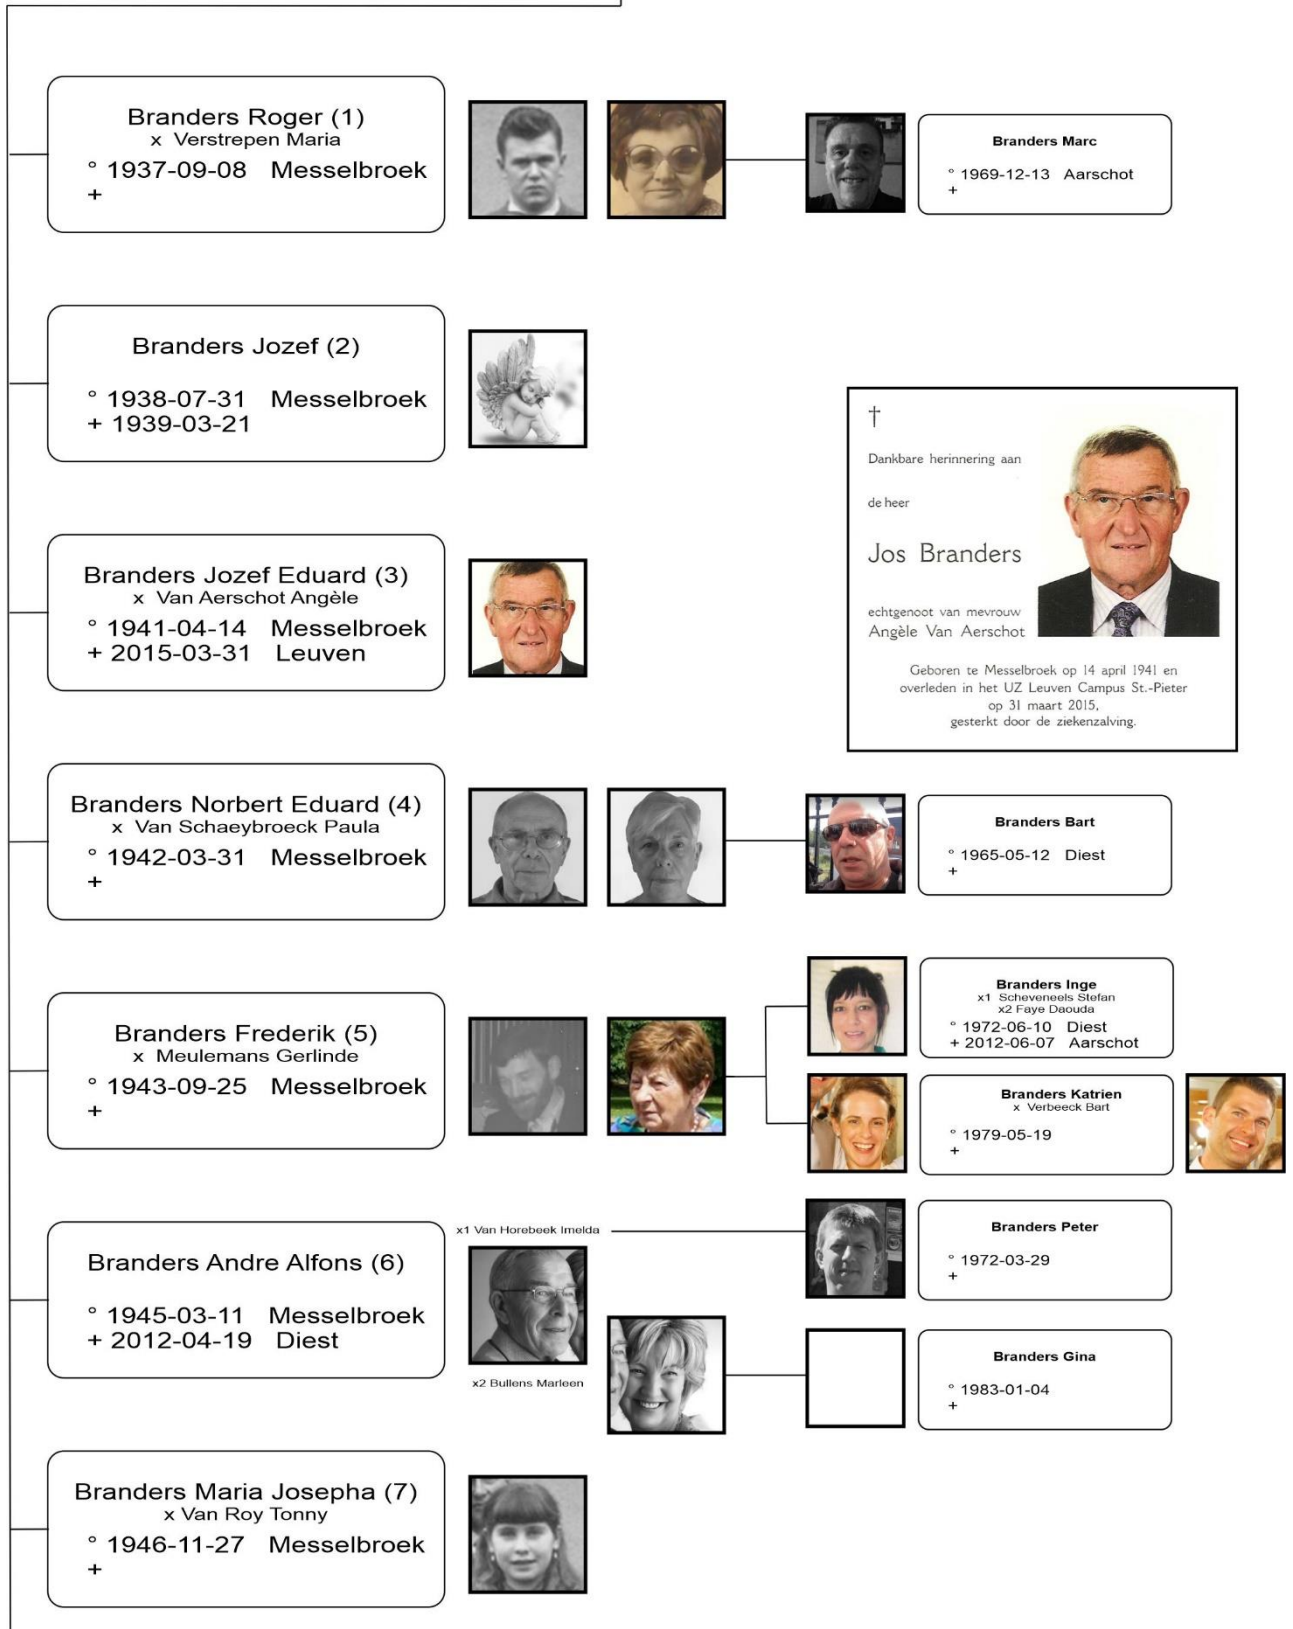 Branders Roger (1)
x Verstrepen Maria
° 1937-09-08 Messelbroek
+
Branders Marc
° 1969-12-13 Aarschot
+
Branders Jozef (2)
° 1938-07-31 Messelbroek
+ 1939-03-21
†
Dankbare herinnering aan
de heer
Jos Branders
echtgenoot van mevrouw
Angèle Van Aerschot
Geboren te Messelbroek op 14 april 1941 en
overleden in het UZ Leuven Campus St.-Pieter
op 31 maart 2015,
gesterkt door de ziekenzalving.
Branders Jozef Eduard (3)
x Van Aerschot Angèle
° 1941-04-14 Messelbroek
+ 2015-03-31 Leuven
Branders Norbert Eduard (4)
x Van Schaeybroeck Paula
° 1942-03-31 Messelbroek
+
Branders Bart
° 1965-05-12 Diest
+
Branders Frederik (5)
x Meulemans Gerlinde
° 1943-09-25 Messelbroek
+
Branders Inge
x1 Scheveneels Stefan
x2 Faye Daouda
° 1972-06-10 Diest
+ 2012-06-07 Aarschot
Branders Katrien
x Verbeeck Bart
° 1979-05-19
+
Branders Andre Alfons (6)
° 1945-03-11 Messelbroek
+ 2012-04-19 Diest
x1 Van Horebeek Imelda
x2 Bullens Marleen
Branders Peter
° 1972-03-29
+
Branders Gina
° 1983-01-04
+
Branders Maria Josepha (7)
x Van Roy Tonny
° 1946-11-27 Messelbroek
+